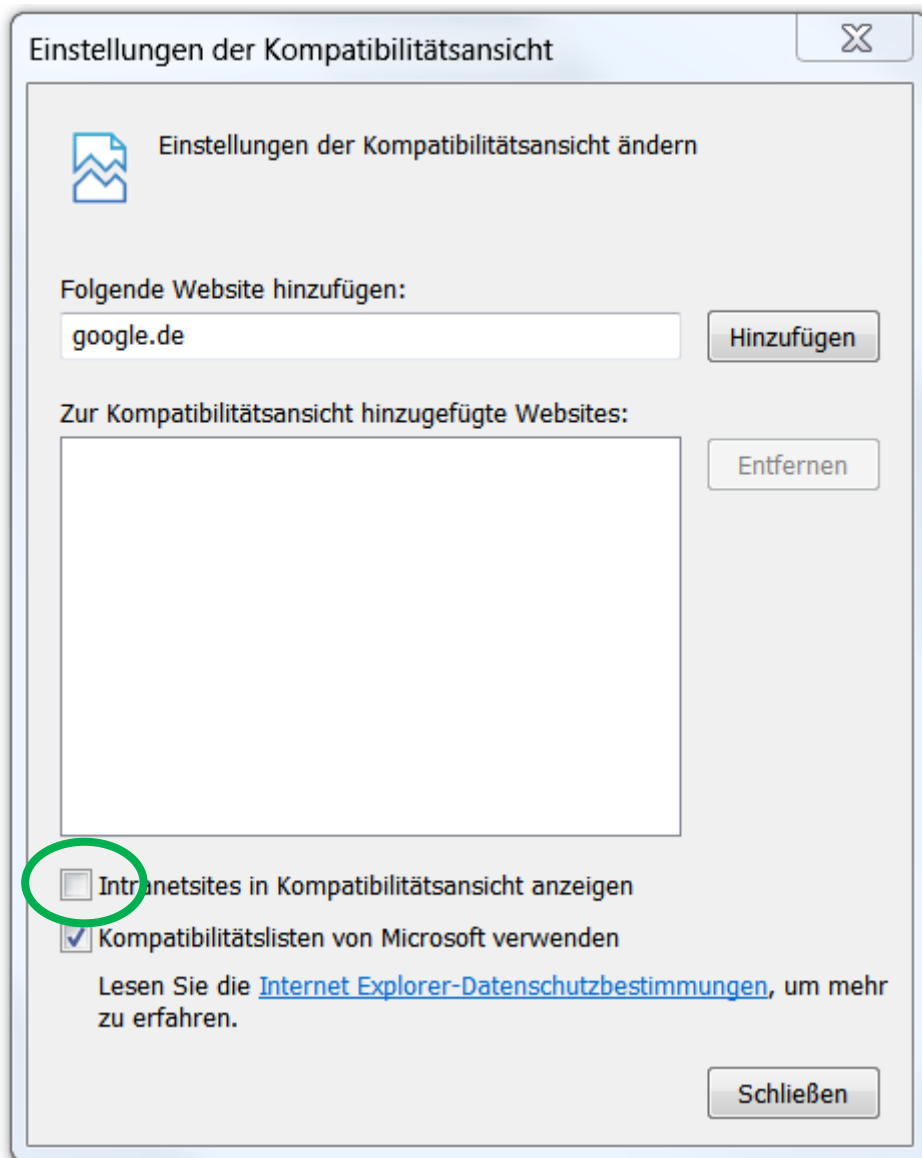 Einstellungen der Kompatibilitätsansicht
Einstellungen der Kompatibilitätsansicht ändern
Folgende Website hinzufügen:
google.de
Hinzufügen
Zur Kompatibilitätsansicht hinzugefügte Websites:
Entfernen
Intranetsites in Kompatibilitätsansicht anzeigen
Kompatibilitätslisten von Microsoft verwenden
Lesen Sie die Internet Explorer-Datenschutzbestimmungen, um mehr
zu erfahren.
Schließen